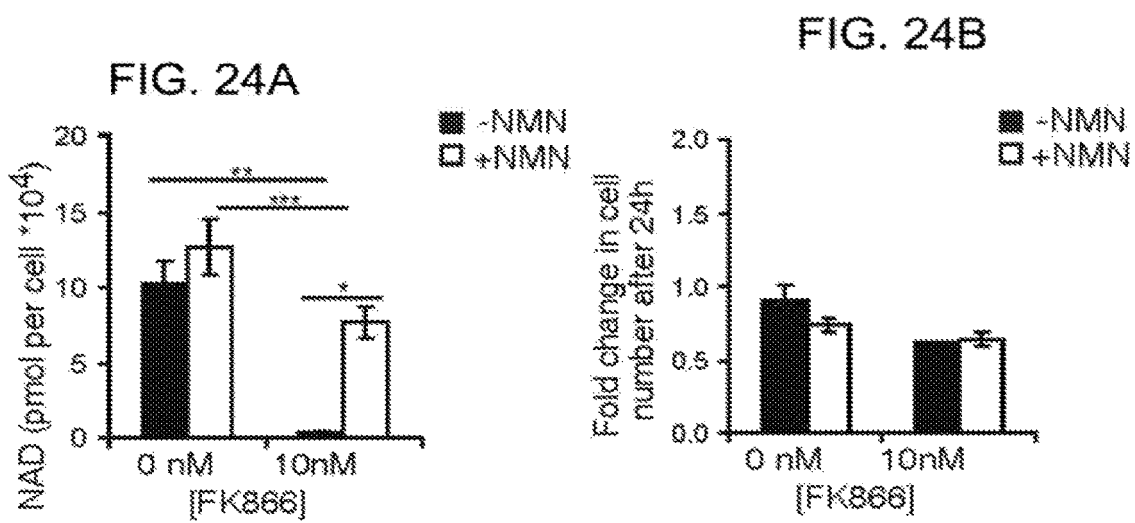 FIG. 24A
-NMN
+NMN
NAD (pmol per cell *10⁴)
20
15
10
5
0
**
***
*
0 nM
10nM
[FK866]
FIG. 24B
-NMN
+NMN
Fold change in cell
number after 24h
2.0
1.5
1.0
0.5
0.0
0 nM
10nM
[FK866]